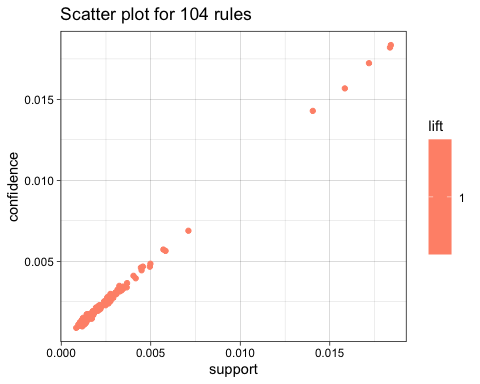 Scatter plot for 104 rules
confidence
0.015
0.010
0.005
0.000 0.005 0.010 0.015
support
lift
1